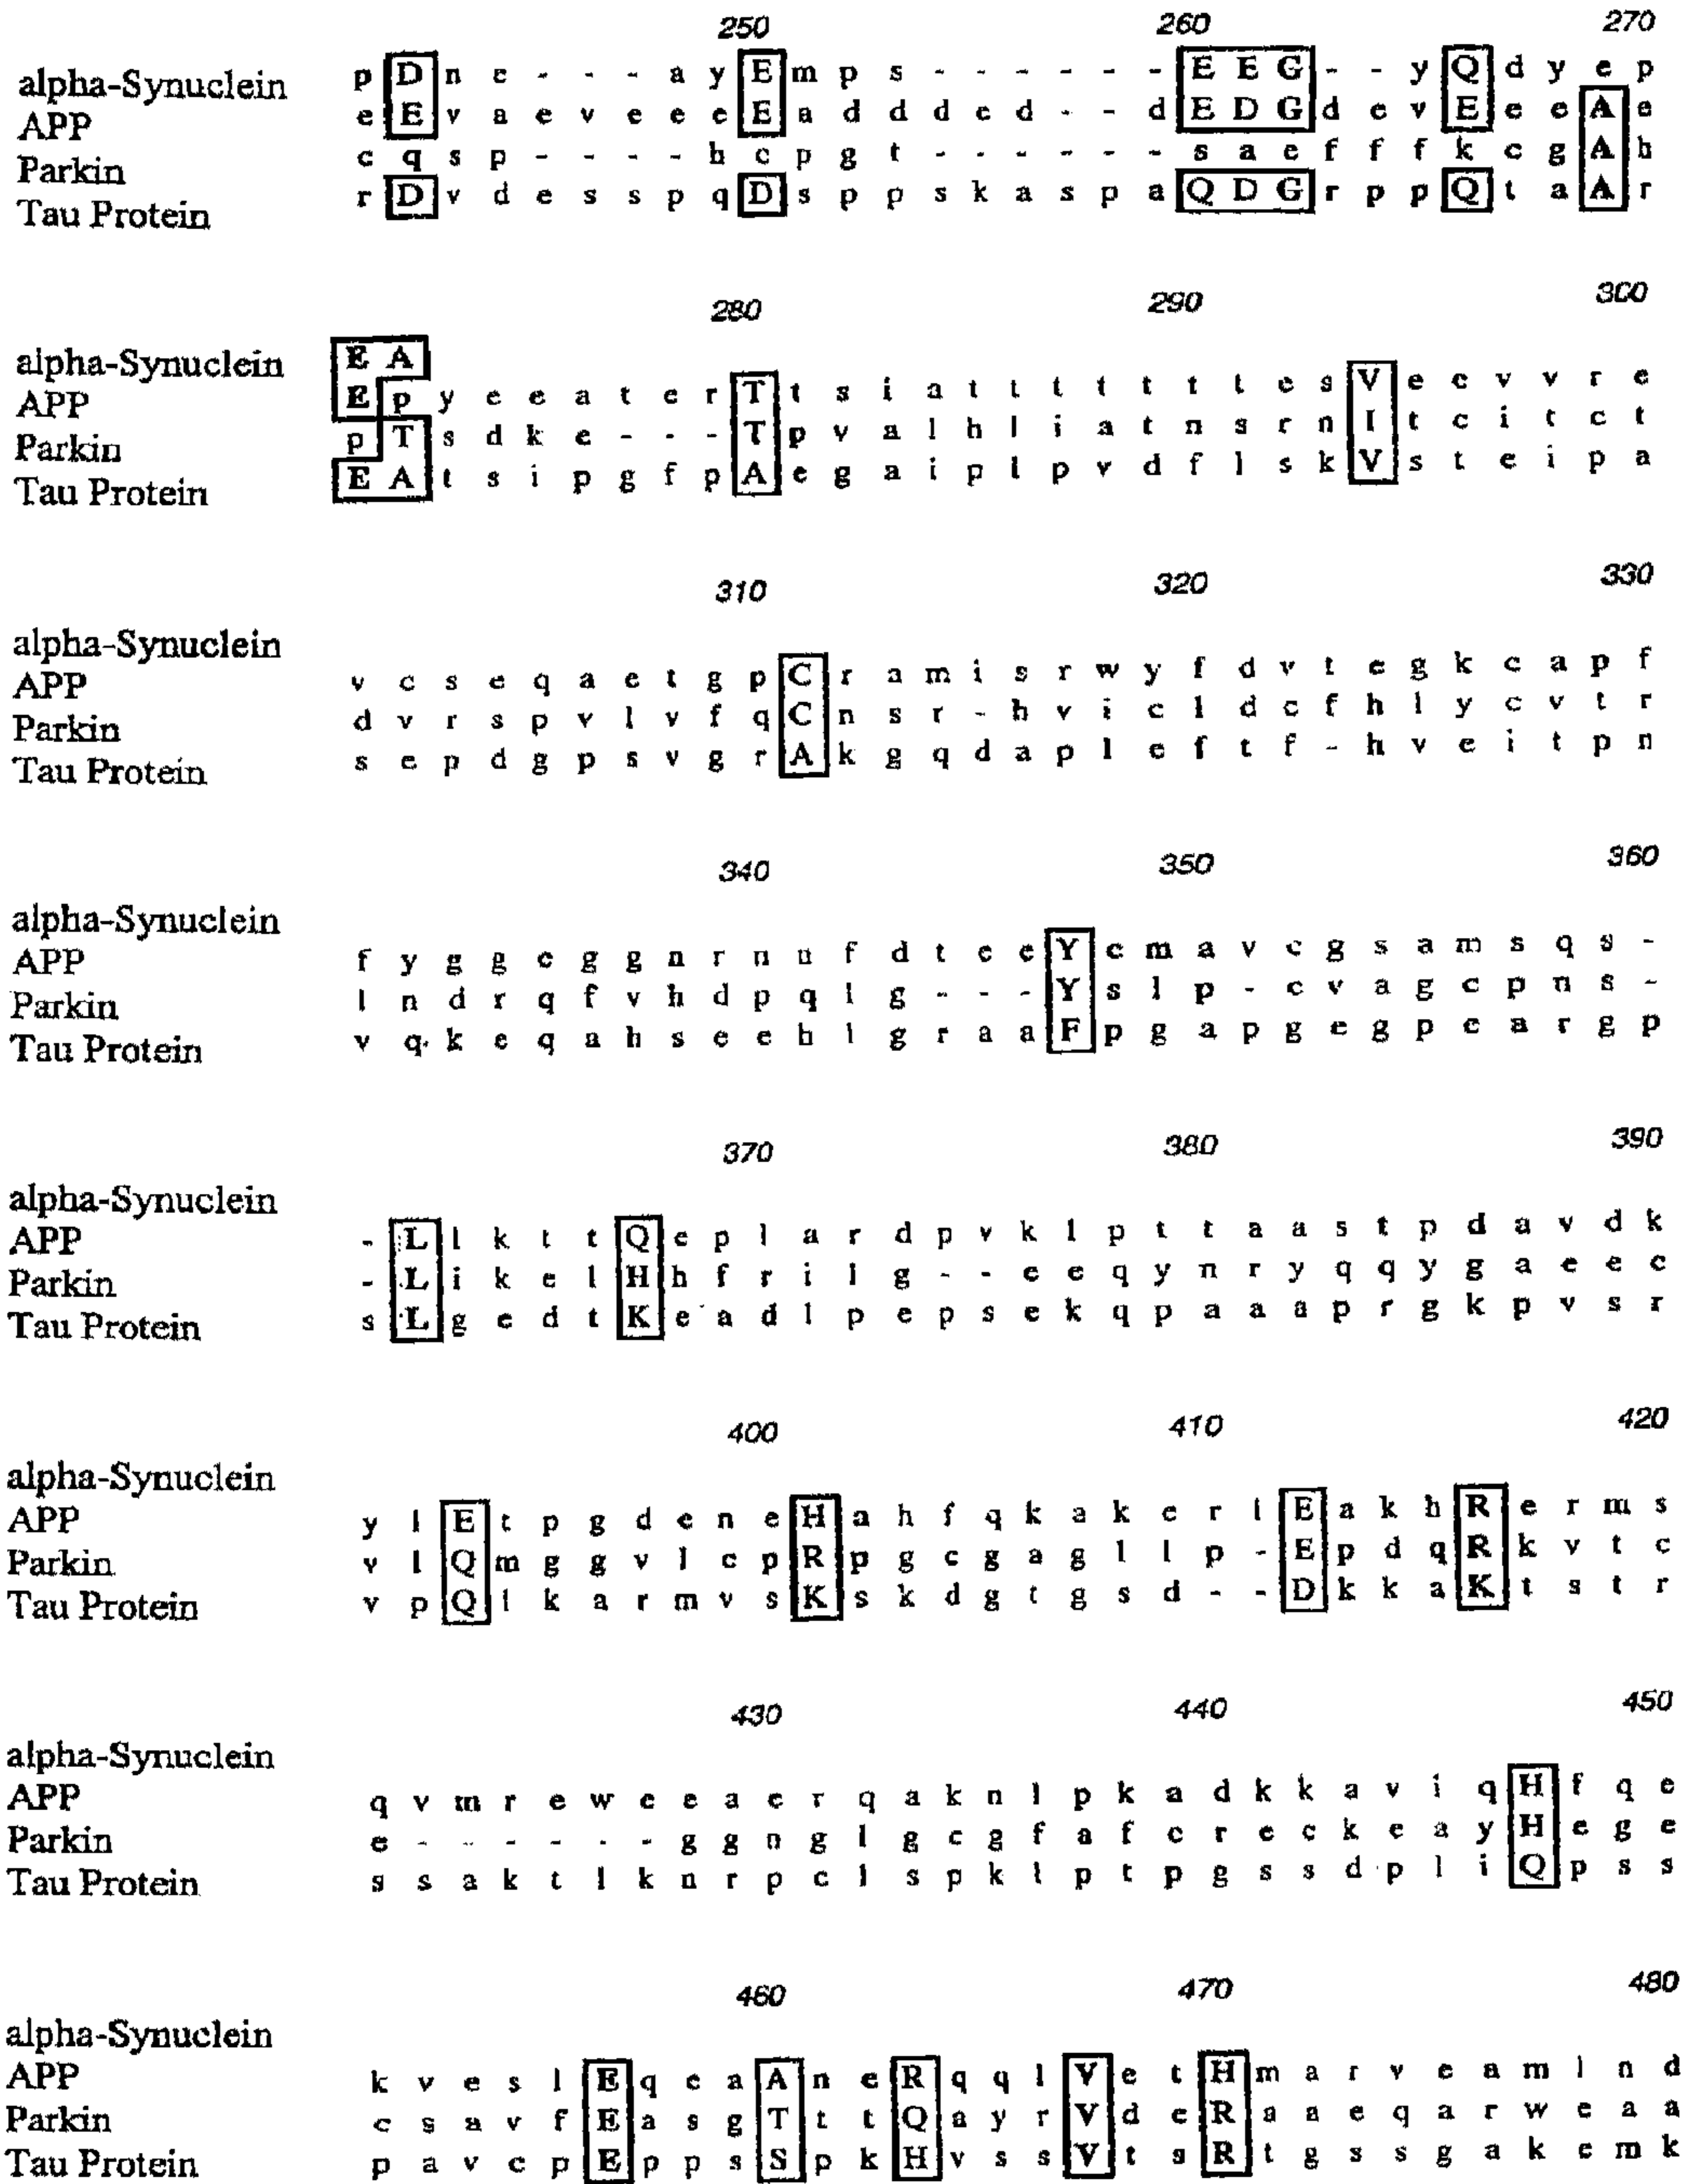 250 260 270
alpha-Synuclein p D n e - - - a y E m p s - - - - - - E E G - - y Q d y e p
APP e E v a e v e e e E a d d d e d - - d E D G d e v E e e A e
Parkin c q s p - - - - h c p g t - - - - - - s a e f f f k c g A h
Tau Protein r D v d e s s p q D s p p s k a s p a Q D G r p p Q t a A r
280 290 300
alpha-Synuclein E A
APP E p y e e a t e r T t s i a t t t t t t t e s V e c v v r e
Parkin p T s d k e - - - T p v a l h l i a t n s r n I t c i t c t
Tau Protein E A t s i p g f p A e g a i p l p v d f l s k V s t e i p a
310 320 330
alpha-Synuclein
APP v c s e q a e t g p C r a m i s r w y f d v t e g k c a p f
Parkin d v r s p v l v f q C n s r - h v i c l d c f h l y c v t r
Tau Protein s e p d g p s v g r A k g q d a p l e f t f - h v e i t p n
340 350 360
alpha-Synuclein
APP f y g g c g g n r n n f d t e e Y c m a v c g s a m s q s -
Parkin l n d r q f v h d p q l g - - - Y s l p - c v a g c p n s -
Tau Protein v q k e q a h s e e h l g r a a F p g a p g e g p e a r g p
370 380 390
alpha-Synuclein
APP - L l k t t Q e p l a r d p v k l p t t a a s t p d a v d k
Parkin - L i k e l H h f r i l g - - e e q y n r y q q y g a e e c
Tau Protein s L g e d t K e a d l p e p s e k q p a a a p r g k p v s r
400 410 420
alpha-Synuclein
APP y l E t p g d e n e H a h f q k a k e r l E a k h R e r m s
Parkin v l Q m g g v l c p R p g c g a g l l p - E p d q R k v t c
Tau Protein v p Q l k a r m v s K s k d g t g s d - - D k k a K t s t r
430 440 450
alpha-Synuclein
APP q v m r e w e e a e r q a k n l p k a d k k a v i q H f q e
Parkin e - - - - - - g g n g l g c g f a f c r e c k e a y H e g e
Tau Protein s s a k t l k n r p c l s p k l p t p g s s d p l i Q p s s
460 470 480
alpha-Synuclein
APP k v e s l E q e a A n e R q q l V e t H m a r v e a m l n d
Parkin c s a v f E a s g T t t Q a y r V d e R a a e q a r w e a a
Tau Protein p a v c p E p p s S p k H v s s V t s R t g s s g a k e m k